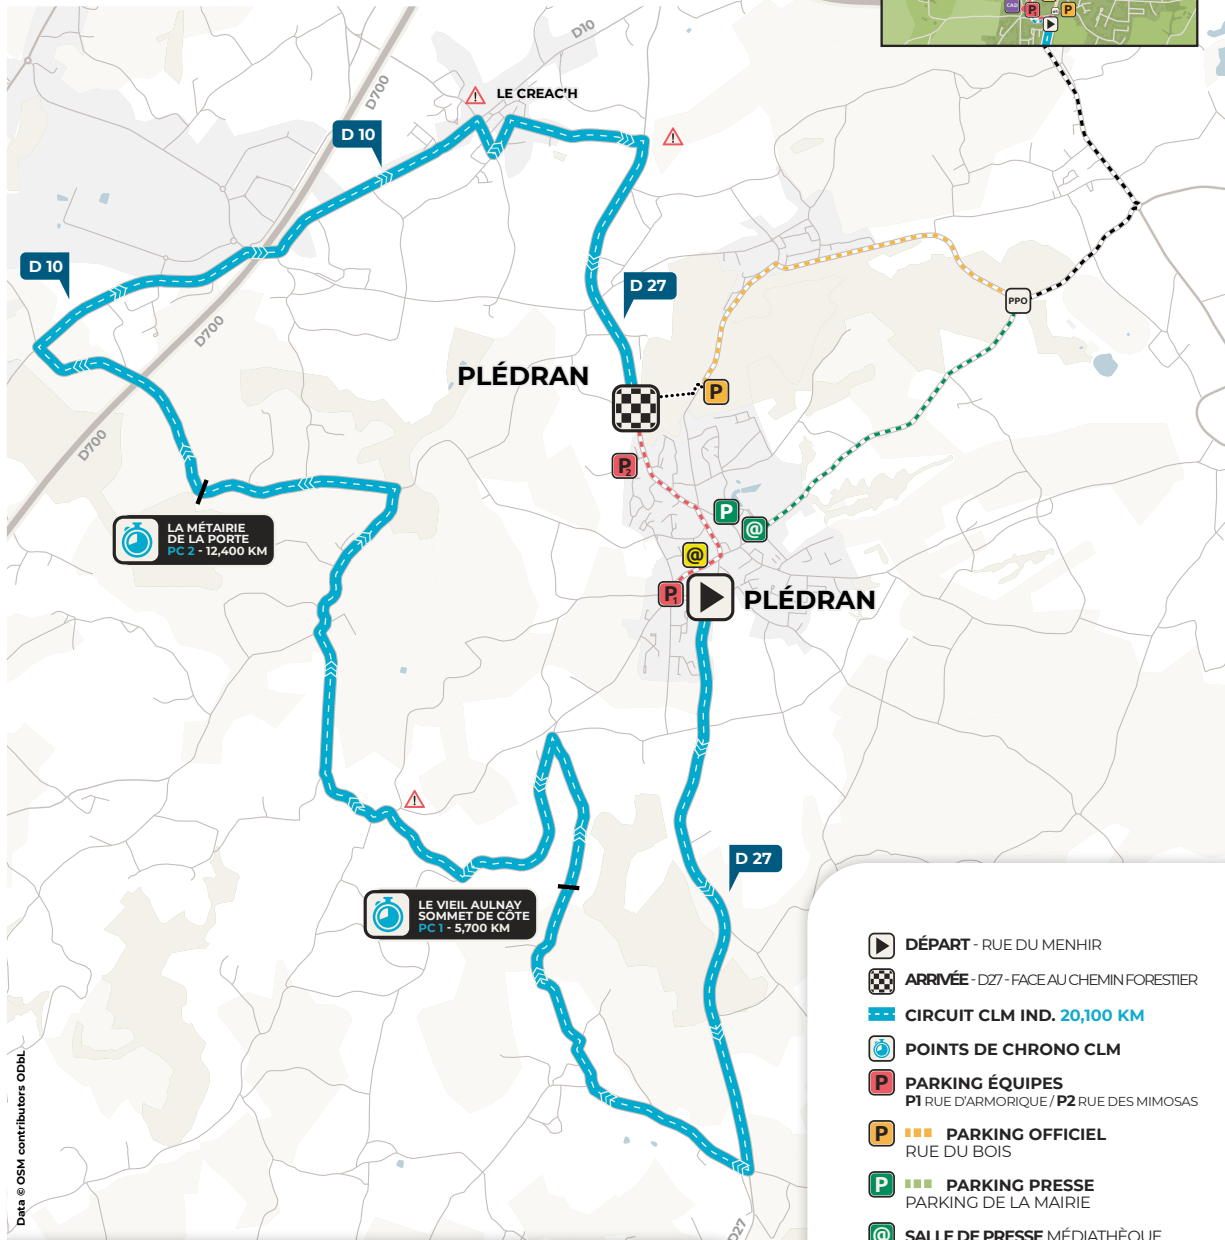 CAD
P1
P
D10
D700
LE CREAC'H
D 10
D 10
D 27
D700
PPO
PLÉDRAN
P
D700
P2
P
@
LA MÉTAIRIE
DE LA PORTE
PC 2 - 12,400 KM
@
P1
PLÉDRAN
D 27
LE VIEIL AULNAY
SOMMET DE CÔTE
PC 1 - 5,700 KM
DÉPART - RUE DU MENHIR
ARRIVÉE - D27 - FACE AU CHEMIN FORESTIER
CIRCUIT CLM IND. 20,100 KM
POINTS DE CHRONO CLM
P PARKING ÉQUIPES
P1 RUE D'ARMORIQUE / P2 RUE DES MIMOSAS
P PARKING OFFICIEL
RUE DU BOIS
P PARKING PRESSE
PARKING DE LA MAIRIE
@ SALLE DE PRESSE MÉDIATHÈQUE
D27
Data © OSM contributors ODbL